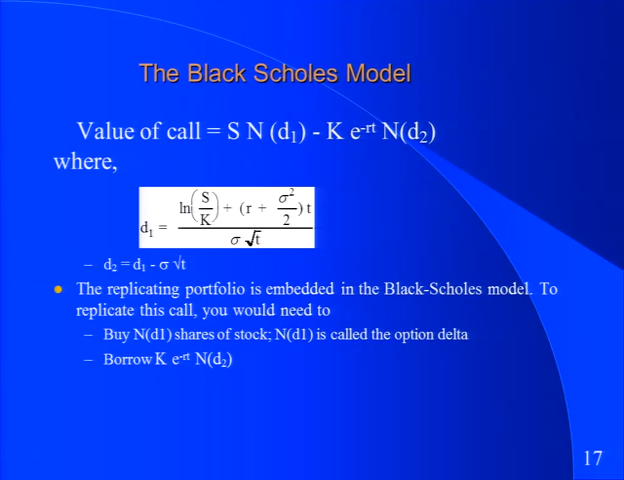 The Black Scholes Model
Value of call = S N (d₁) - K e⁻ʳᵗ N(d₂)
where,
d₁ = (ln(S/K) + (r + σ²/2) t) / (σ √t)
– d₂ = d₁ - σ √t
The replicating portfolio is embedded in the Black-Scholes model. To
replicate this call, you would need to
– Buy N(d1) shares of stock; N(d1) is called the option delta
– Borrow K e⁻ʳᵗ N(d₂)
17